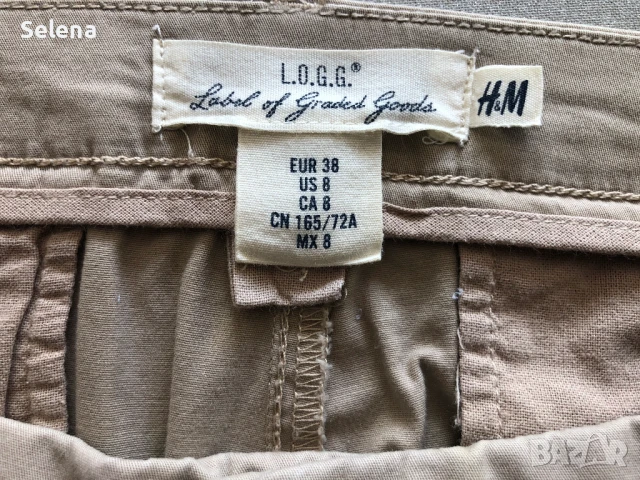 Selena
L.O.G.G.®
Label of Graded Goods
H&M
EUR 38
US 8
CA 8
CN 165/72A
MX 8
BAZAR